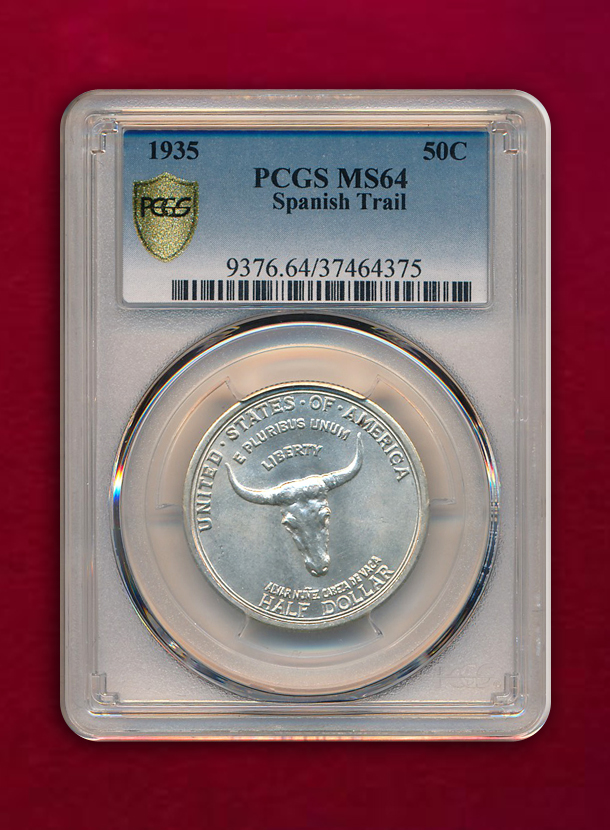 1935 50C
PCGS MS64
Spanish Trail
PCGS
9376.64/37464375
UNITED·STATES·OF·AMERICA
E PLURIBUS UNUM
LIBERTY
ALVAR NUÑEZ CABEZA DE VACA
HALF DOLLAR